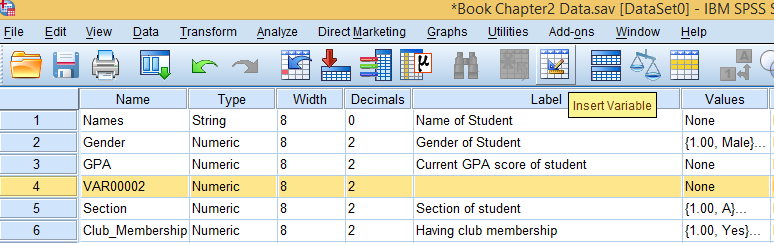 *Book Chapter2 Data.sav [DataSet0] - IBM SPSS S
File Edit View Data Transform Analyze Direct Marketing Graphs Utilities Add-ons Window Help
Name Type Width Decimals Label Values
Insert Variable
1 Names String 8 0 Name of Student None
2 Gender Numeric 8 2 Gender of Student {1.00, Male}...
3 GPA Numeric 8 2 Current GPA score of student None
4 VAR00002 Numeric 8 2 None
5 Section Numeric 8 2 Section of student {1.00, A}...
6 Club_Membership Numeric 8 2 Having club membership {1.00, Yes}...